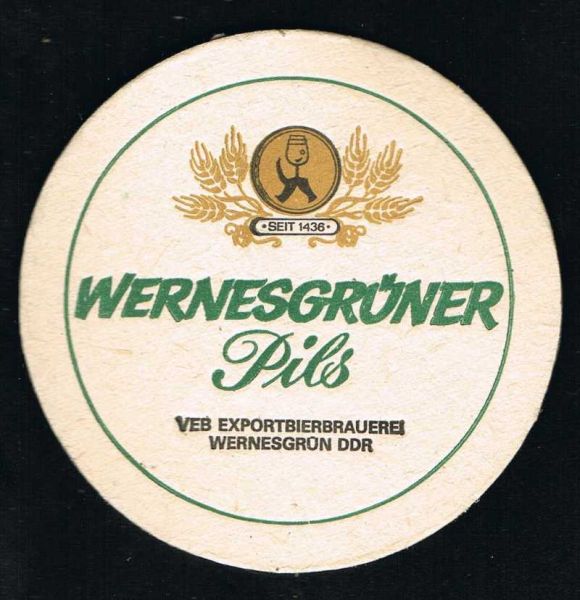 •SEIT 1436•
WERNESGRÜNER
Pils
VEB EXPORTBIERBRAUEREI
WERNESGRÜN DDR